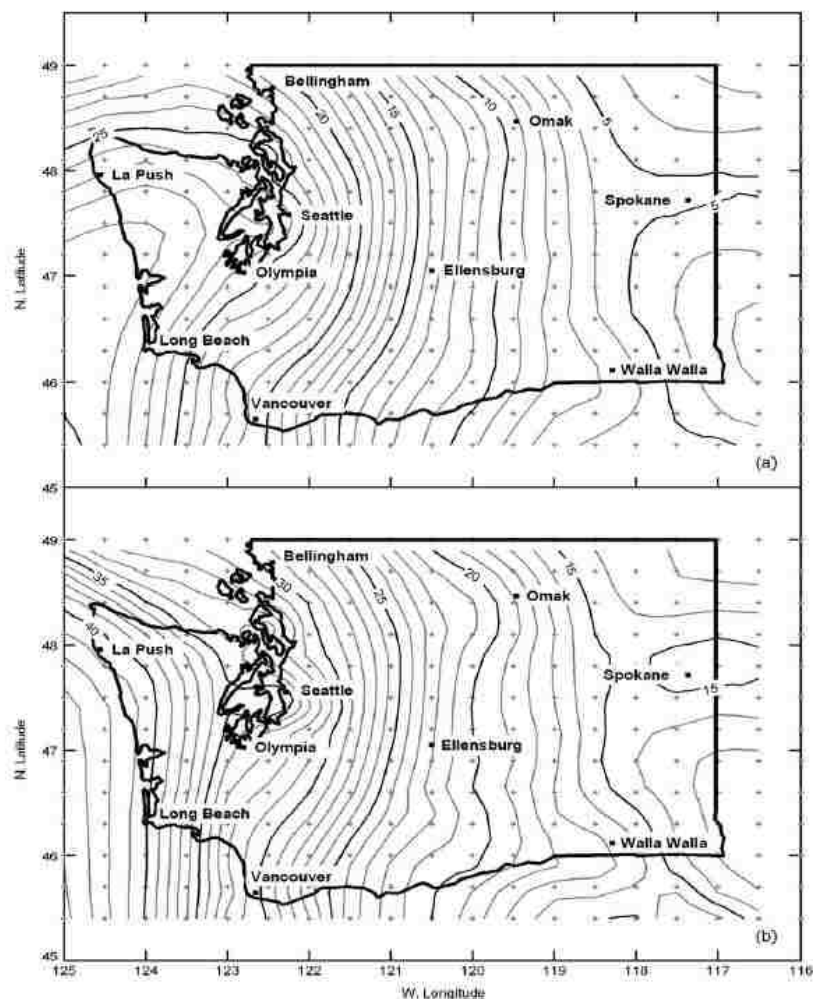 49
Bellingham
20
15
10
Omak
5
25
48
La Push
Spokane
5
Seattle
N. Latitude
47
Olympia
Ellensburg
Long Beach
46
Walla Walla
Vancouver
(a)
45
49
Bellingham
35
30
25
20
15
Omak
40
48
La Push
Spokane
15
Seattle
N. Latitude
47
Olympia
Ellensburg
Long Beach
46
Walla Walla
Vancouver
(b)
45
125 124 123 122 121 120 119 118 117 116
W. Longitude